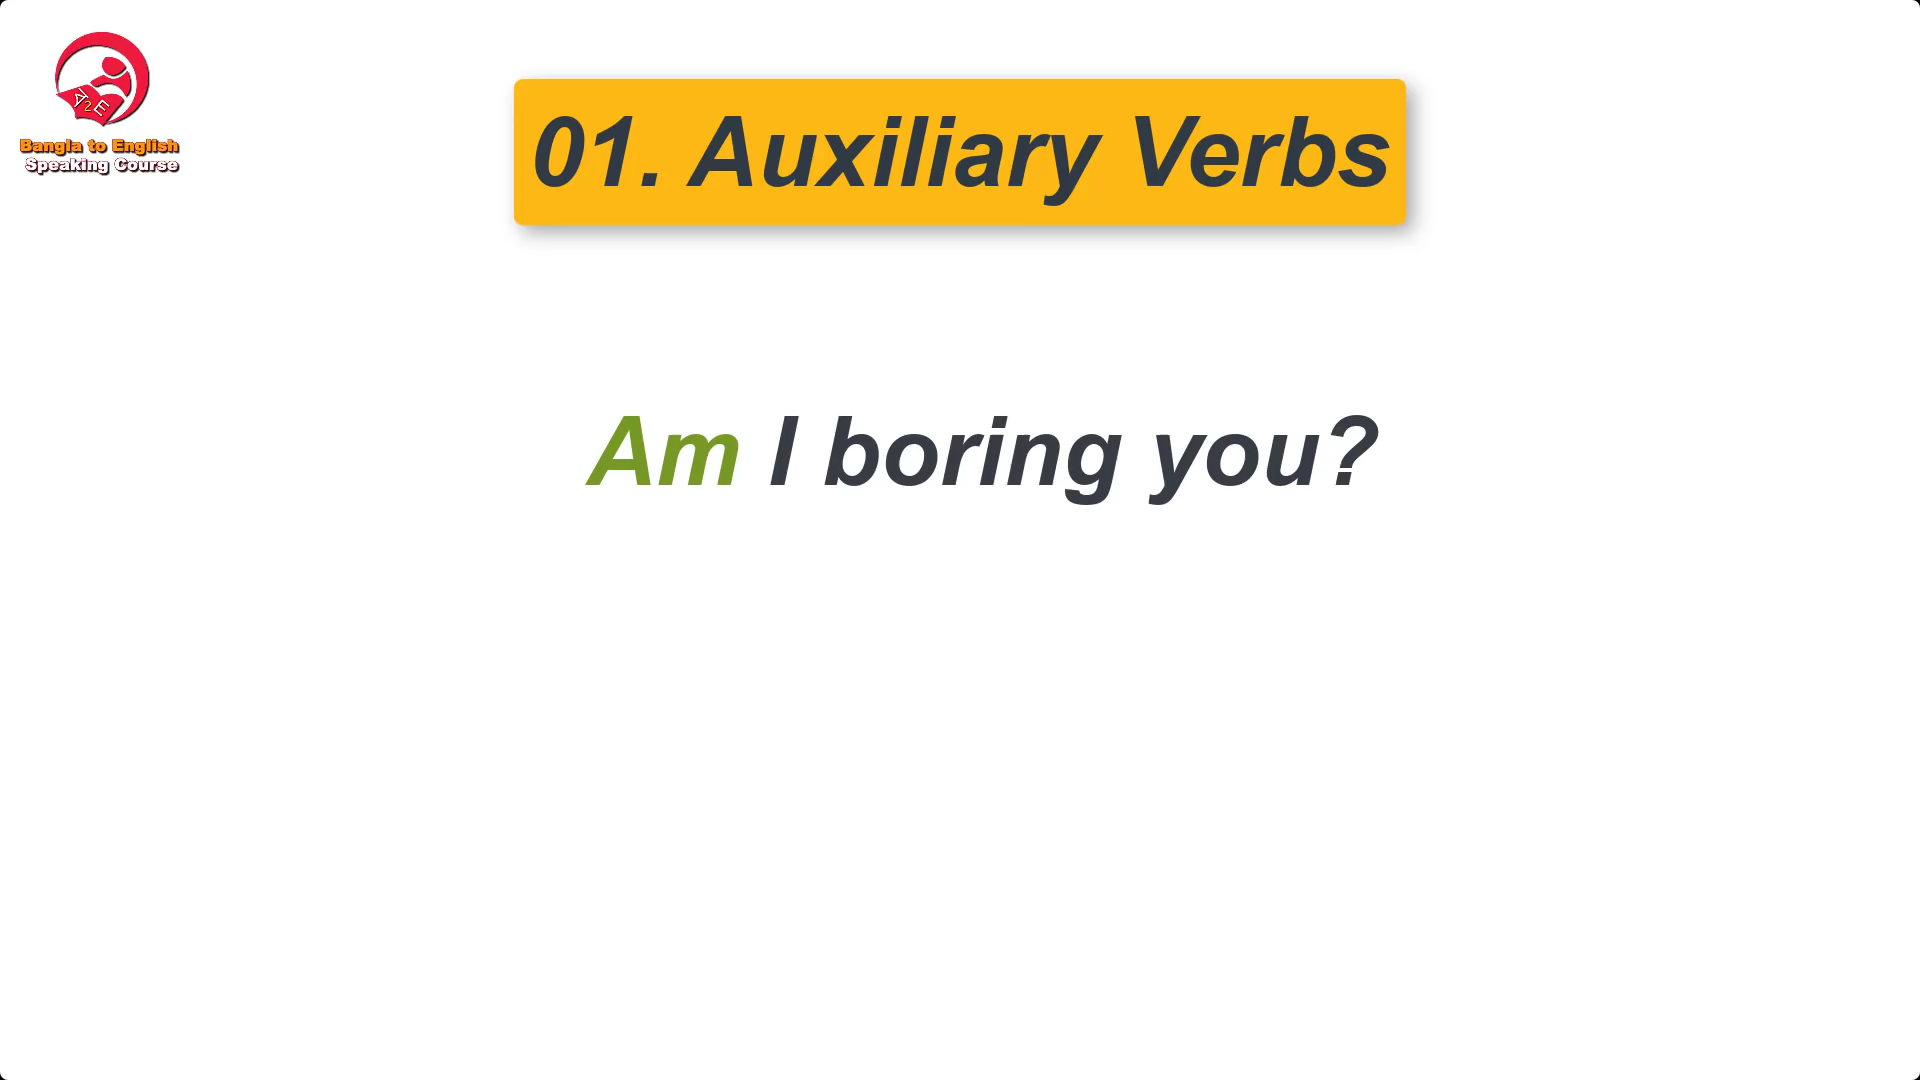 Bangla to English
Speaking Course
01. Auxiliary Verbs
Am I boring you?